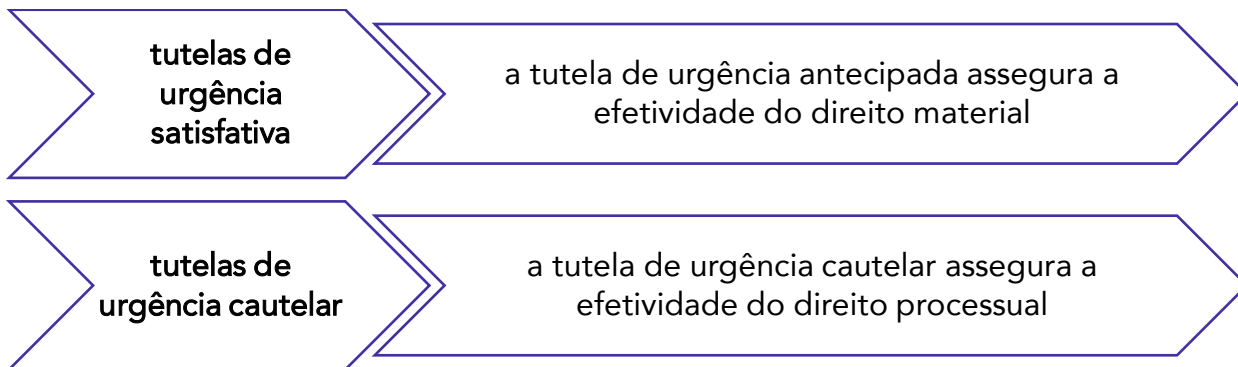 tutelas de
urgência
satisfativa
a tutela de urgência antecipada assegura a
efetividade do direito material
tutelas de
urgência cautelar
a tutela de urgência cautelar assegura a
efetividade do direito processual